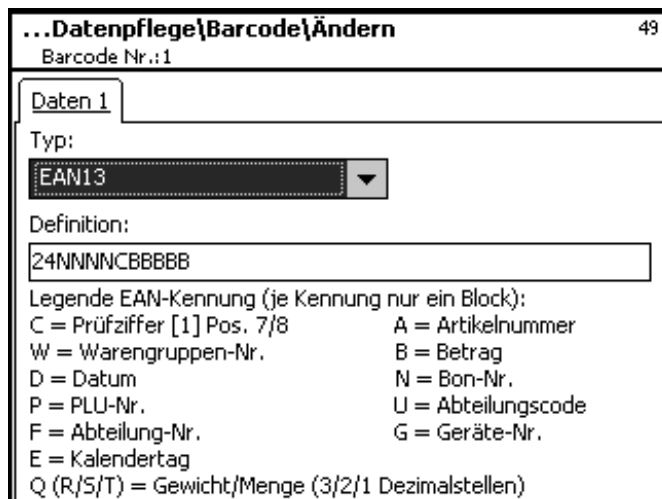 ...Datenpflege\Barcode\Ändern 49
Barcode Nr.:1
Daten 1
Typ:
EAN13
Definition:
24NNNNCBBBBB
Legende EAN-Kennung (je Kennung nur ein Block):
C = Prüfziffer [1] Pos. 7/8 A = Artikelnummer
W = Warengruppen-Nr. B = Betrag
D = Datum N = Bon-Nr.
P = PLU-Nr. U = Abteilungscode
F = Abteilung-Nr. G = Geräte-Nr.
E = Kalendertag
Q (R/S/T) = Gewicht/Menge (3/2/1 Dezimalstellen)